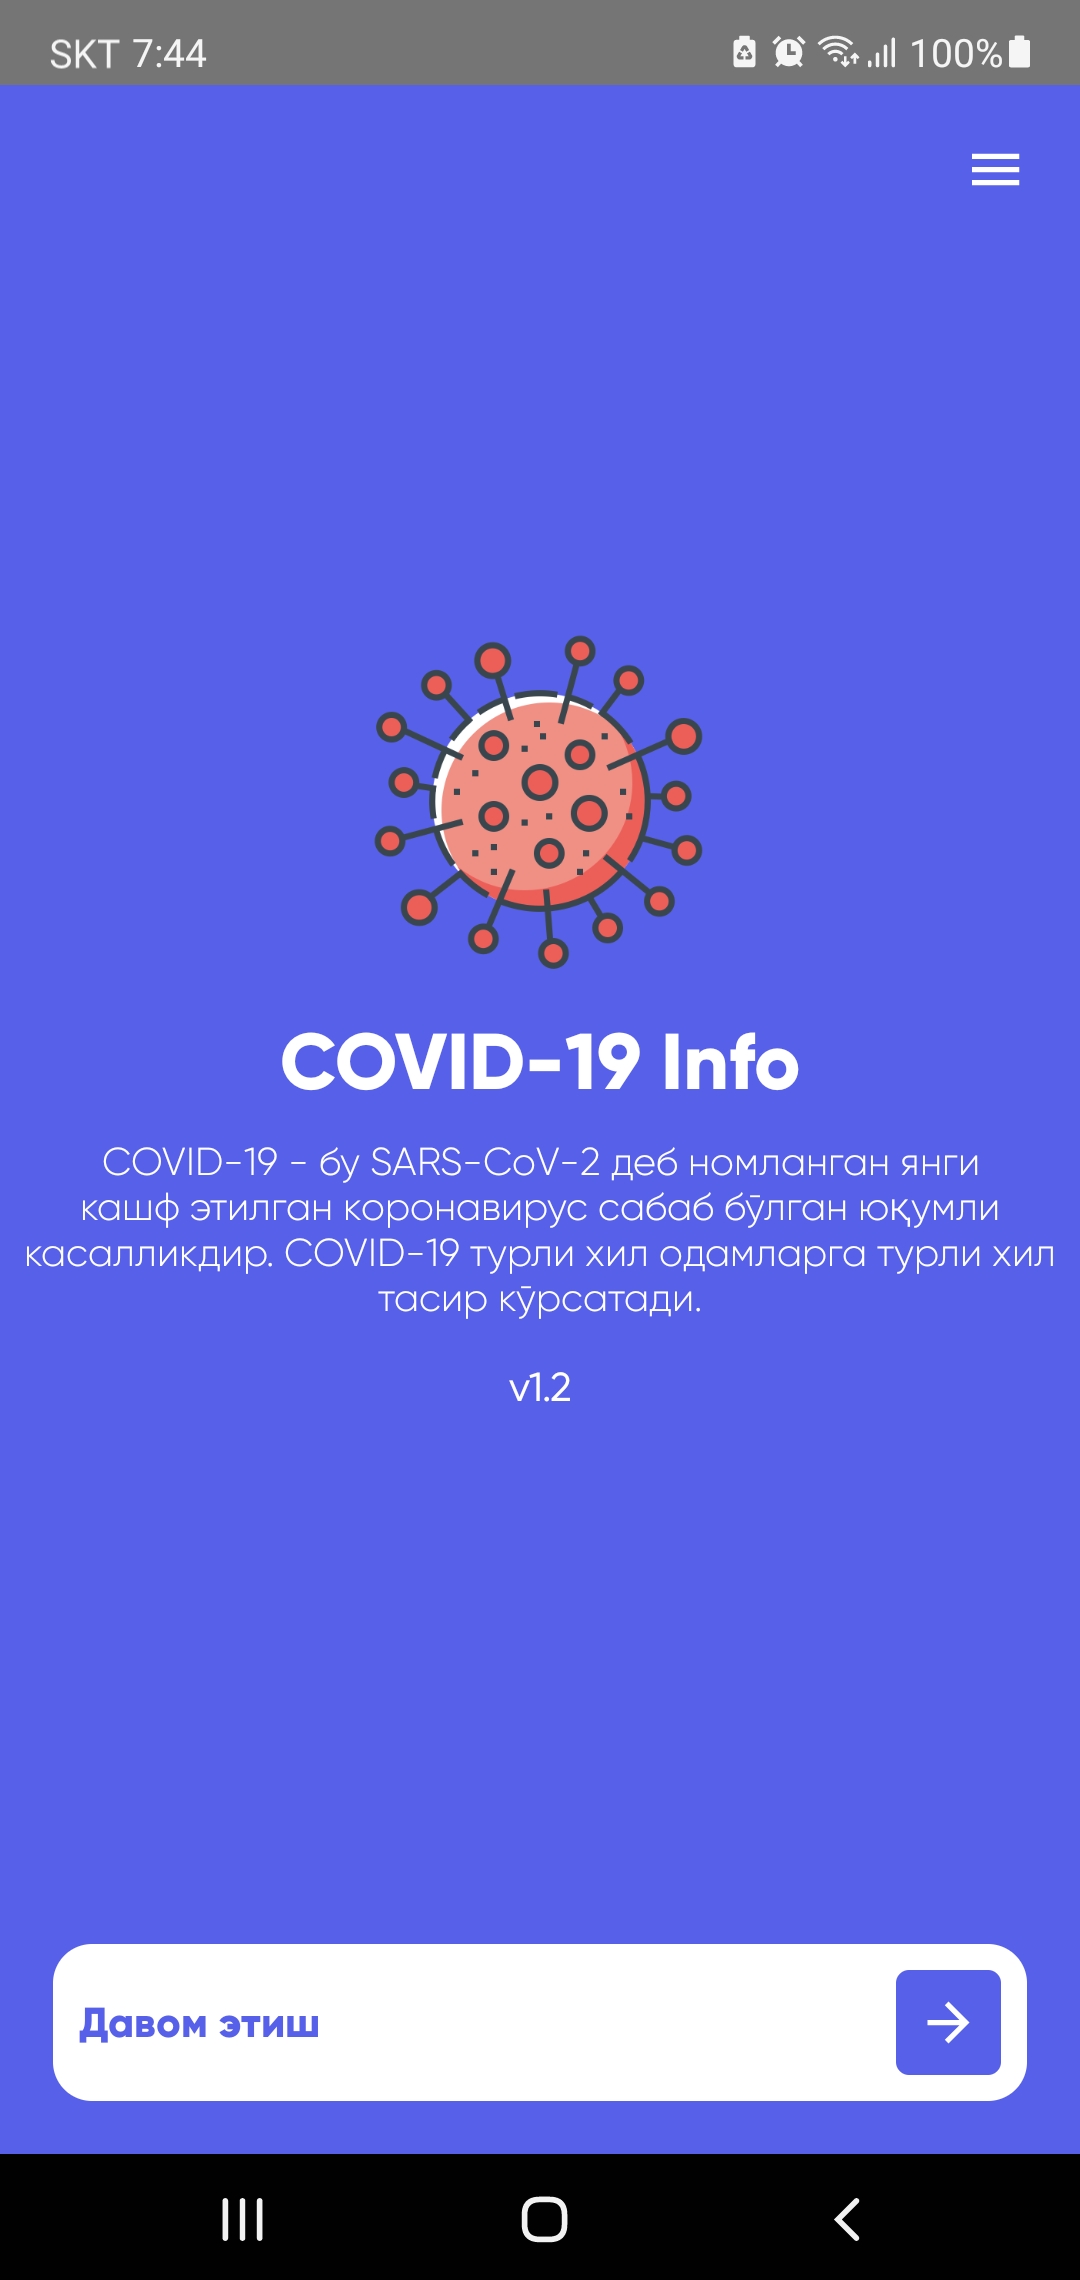 SKT 7:44
100%
COVID-19 Info
COVID-19 - бу SARS-CoV-2 деб номланган янги
кашф этилган коронавирус сабаб бўлган юқумли
касалликдир. COVID-19 турли хил одамларга турли хил
тасир кўрсатади.
v1.2
Давом этиш